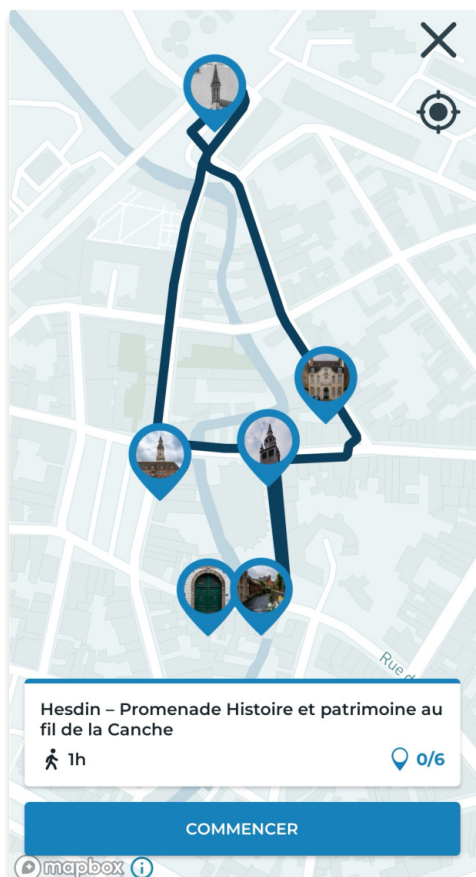 Rue d
Hesdin – Promenade Histoire et patrimoine au
fil de la Canche
1h
0/6
COMMENCER
mapbox